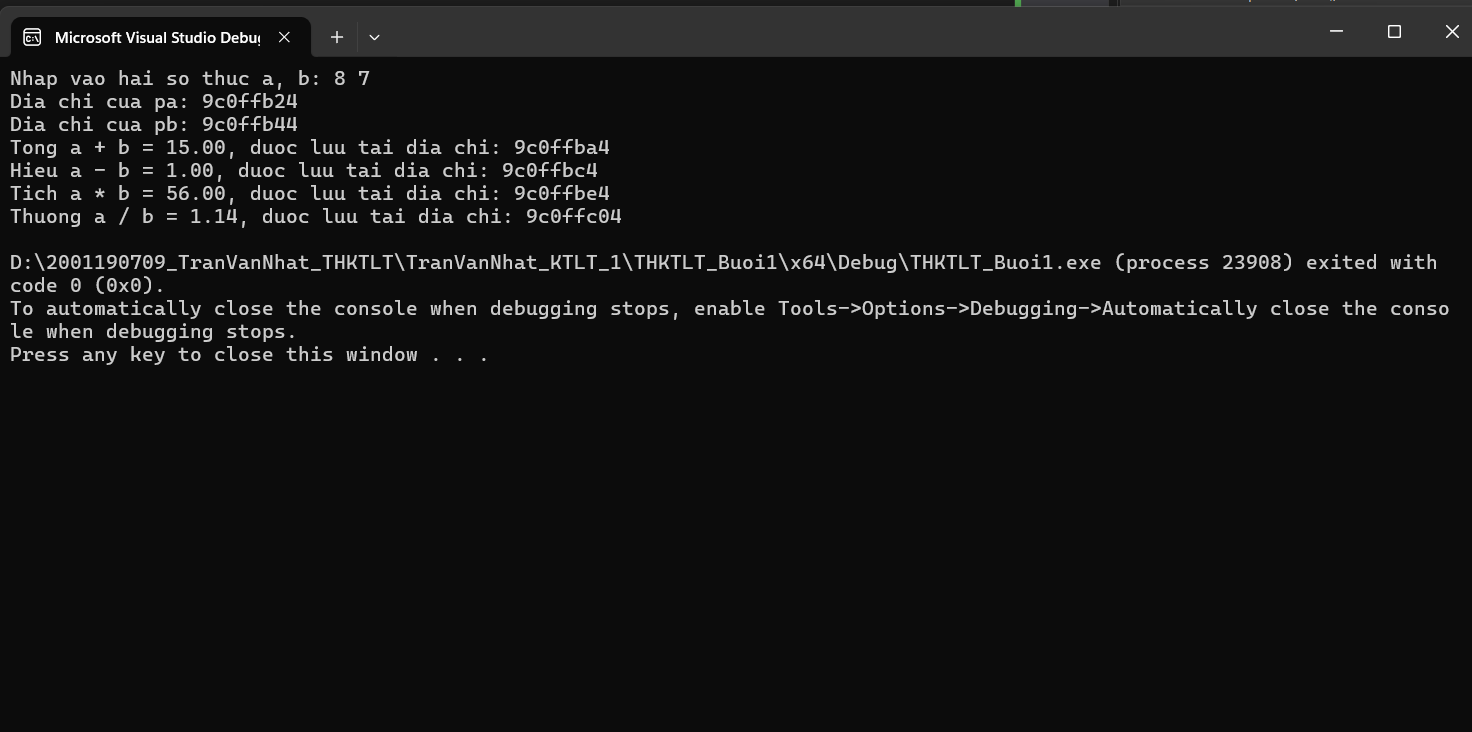 Microsoft Visual Studio Debu
Nhap vao hai so thuc a, b: 8 7
Dia chi cua pa: 9c0ffb24
Dia chi cua pb: 9c0ffb44
Tong a + b = 15.00, duoc luu tai dia chi: 9c0ffba4
Hieu a - b = 1.00, duoc luu tai dia chi: 9c0ffbc4
Tich a * b = 56.00, duoc luu tai dia chi: 9c0ffbe4
Thuong a / b = 1.14, duoc luu tai dia chi: 9c0ffc04
D:\2001190709_TranVanNhat_THKTLT\TranVanNhat_KTLT_1\THKTLT_Buoi1\x64\Debug\THKTLT_Buoi1.exe (process 23908) exited with
code 0 (0x0).
To automatically close the console when debugging stops, enable Tools->Options->Debugging->Automatically close the conso
le when debugging stops.
Press any key to close this window . . .